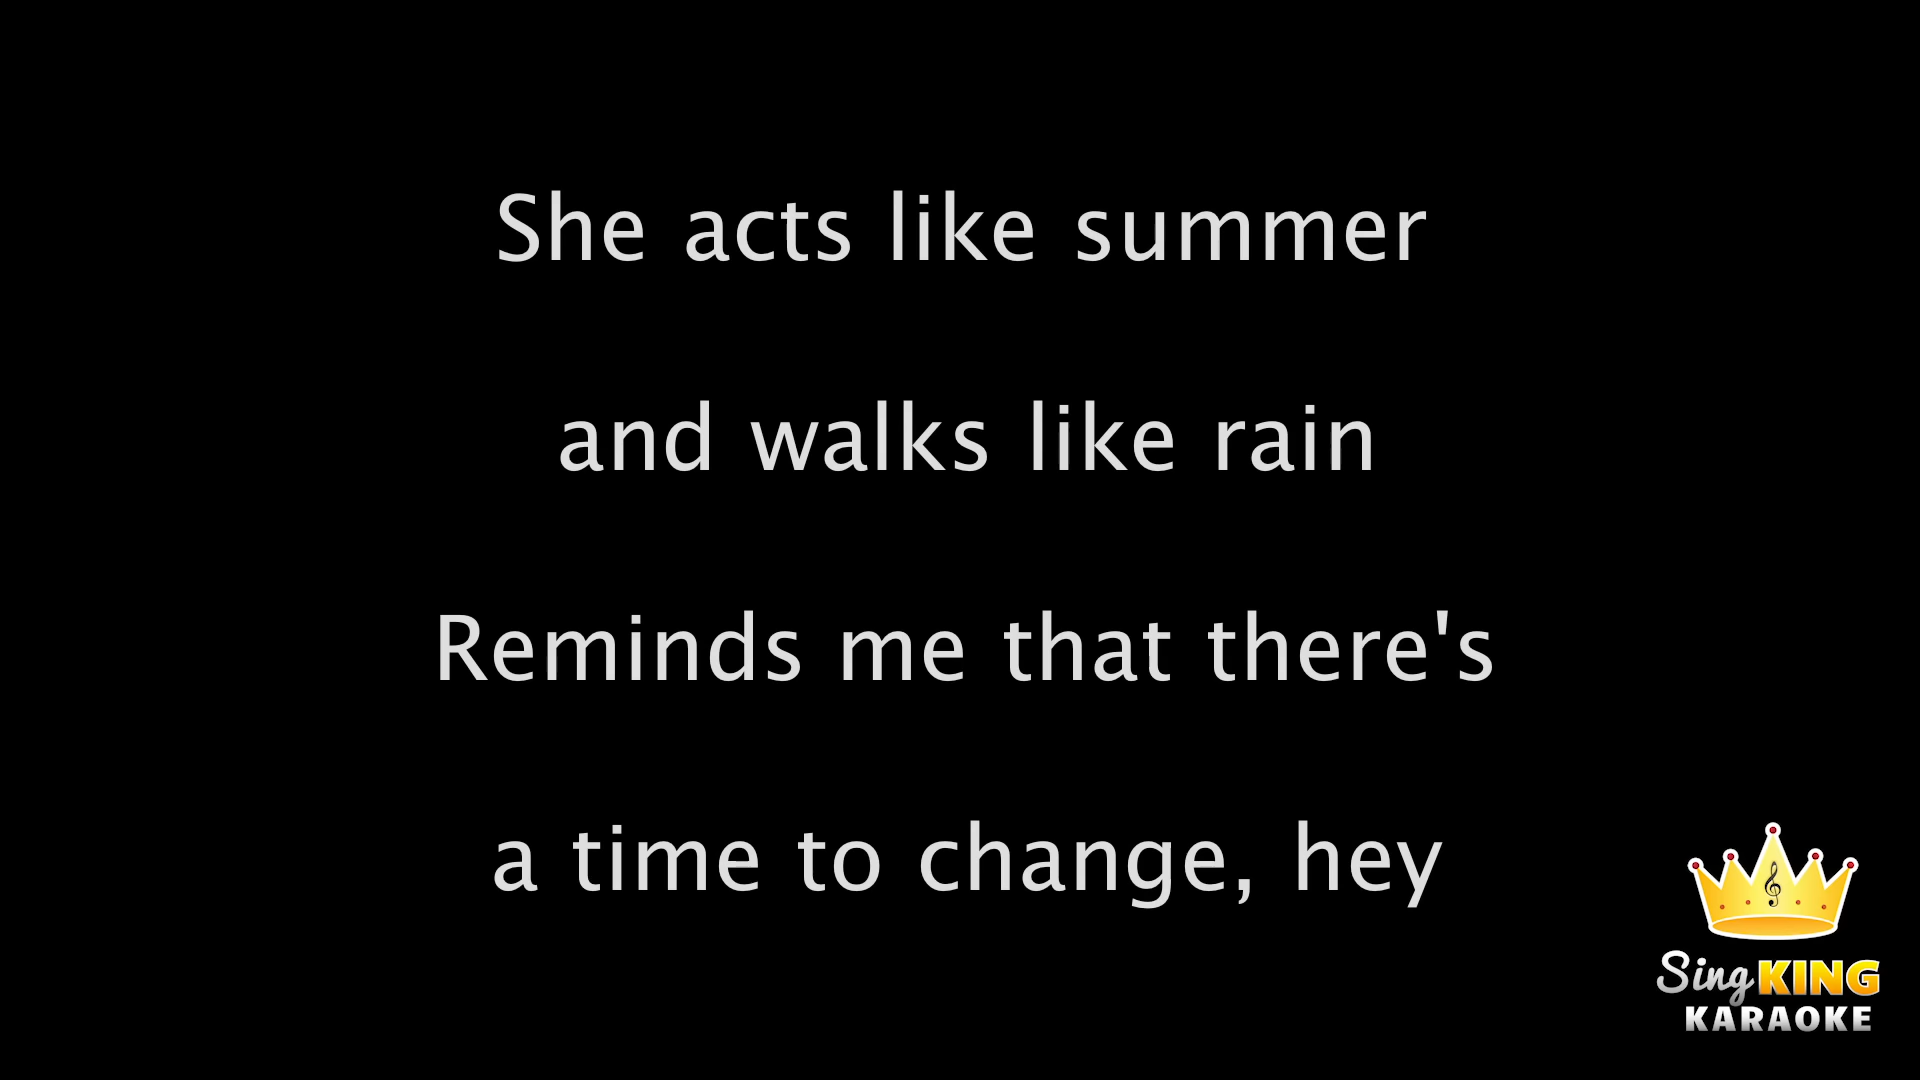 She acts like summer
and walks like rain
Reminds me that there's
a time to change, hey
Sing KING
KARAOKE